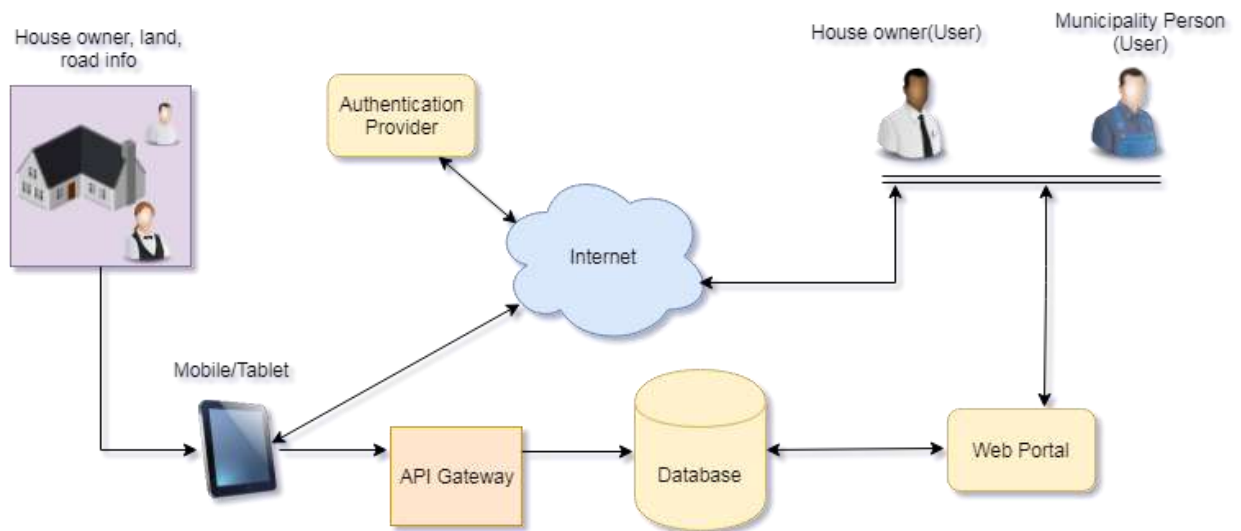 House owner, land,
road info
House owner(User)
Municipality Person
(User)
Authentication
Provider
Internet
Mobile/Tablet
API Gateway
Database
Web Portal